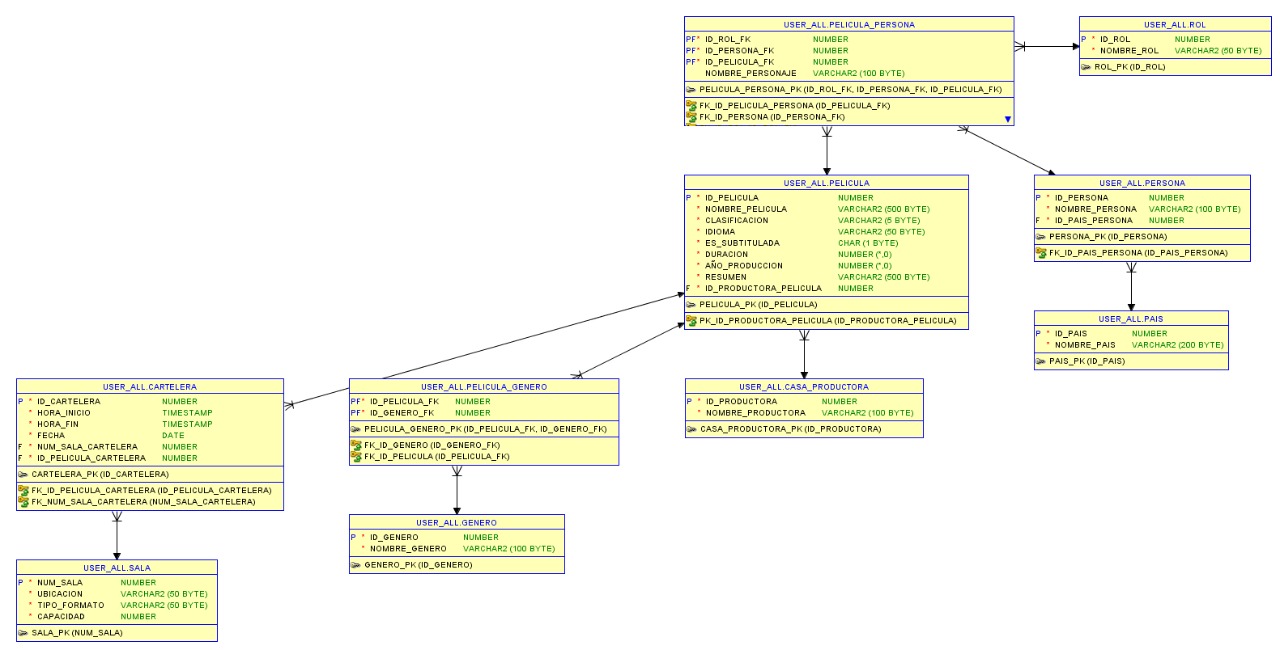 USER_ALL.PELICULA_PERSONA
PF* ID_ROL_FK NUMBER
PF* ID_PERSONA_FK NUMBER
PF* ID_PELICULA_FK NUMBER
NOMBRE_PERSONAJE VARCHAR2 (100 BYTE)
PELICULA_PERSONA_PK (ID_ROL_FK, ID_PERSONA_FK, ID_PELICULA_FK)
FK_ID_PELICULA_PERSONA (ID_PELICULA_FK)
FK_ID_PERSONA (ID_PERSONA_FK)
USER_ALL.ROL
P * ID_ROL NUMBER
* NOMBRE_ROL VARCHAR2 (50 BYTE)
ROL_PK (ID_ROL)
USER_ALL.PELICULA
P * ID_PELICULA NUMBER
* NOMBRE_PELICULA VARCHAR2 (500 BYTE)
* CLASIFICACION VARCHAR2 (5 BYTE)
* IDIOMA VARCHAR2 (50 BYTE)
* ES_SUBTITULADA CHAR (1 BYTE)
* DURACION NUMBER (*,0)
* AÑO_PRODUCCION NUMBER (*,0)
* RESUMEN VARCHAR2 (500 BYTE)
F * ID_PRODUCTORA_PELICULA NUMBER
PELICULA_PK (ID_PELICULA)
PK_ID_PRODUCTORA_PELICULA (ID_PRODUCTORA_PELICULA)
USER_ALL.PERSONA
P * ID_PERSONA NUMBER
* NOMBRE_PERSONA VARCHAR2 (100 BYTE)
F * ID_PAIS_PERSONA NUMBER
PERSONA_PK (ID_PERSONA)
FK_ID_PAIS_PERSONA (ID_PAIS_PERSONA)
USER_ALL.PAIS
P * ID_PAIS NUMBER
* NOMBRE_PAIS VARCHAR2 (200 BYTE)
PAIS_PK (ID_PAIS)
USER_ALL.CARTELERA
P * ID_CARTELERA NUMBER
* HORA_INICIO TIMESTAMP
* HORA_FIN TIMESTAMP
* FECHA DATE
F * NUM_SALA_CARTELERA NUMBER
F * ID_PELICULA_CARTELERA NUMBER
CARTELERA_PK (ID_CARTELERA)
FK_ID_PELICULA_CARTELERA (ID_PELICULA_CARTELERA)
FK_NUM_SALA_CARTELERA (NUM_SALA_CARTELERA)
USER_ALL.PELICULA_GENERO
PF* ID_PELICULA_FK NUMBER
PF* ID_GENERO_FK NUMBER
PELICULA_GENERO_PK (ID_PELICULA_FK, ID_GENERO_FK)
FK_ID_GENERO (ID_GENERO_FK)
FK_ID_PELICULA (ID_PELICULA_FK)
USER_ALL.CASA_PRODUCTORA
P * ID_PRODUCTORA NUMBER
* NOMBRE_PRODUCTORA VARCHAR2 (100 BYTE)
CASA_PRODUCTORA_PK (ID_PRODUCTORA)
USER_ALL.GENERO
P * ID_GENERO NUMBER
* NOMBRE_GENERO VARCHAR2 (100 BYTE)
GENERO_PK (ID_GENERO)
USER_ALL.SALA
P * NUM_SALA NUMBER
* UBICACION VARCHAR2 (50 BYTE)
* TIPO_FORMATO VARCHAR2 (50 BYTE)
* CAPACIDAD NUMBER
SALA_PK (NUM_SALA)